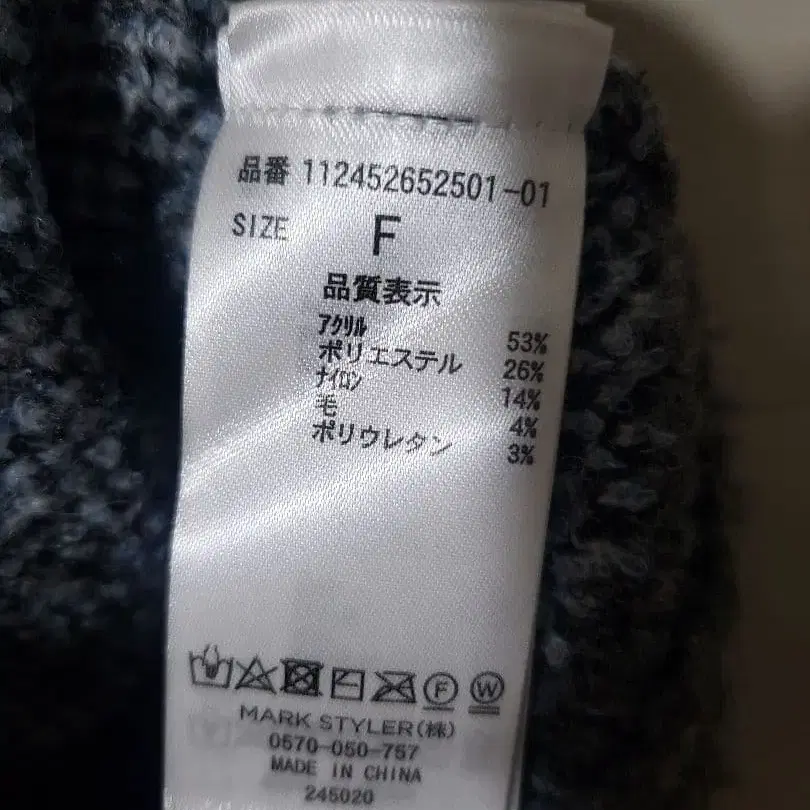 品番 112452652501-01
SIZE F
品質表示
ｱｸﾘﾙ 53%
ポリエステル 26%
ﾅｲﾛﾝ 14%
毛 4%
ポリウレタン 3%
F W
MARK STYLER(株)
0570-050-757
MADE IN CHINA
245020